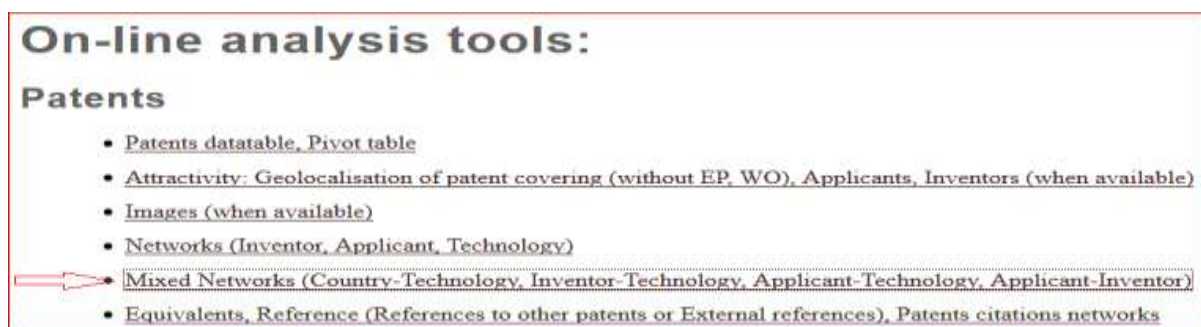 On-line analysis tools:
Patents
• Patents datatable, Pivot table
• Attractivity: Geolocalisation of patent covering (without EP, WO), Applicants, Inventors (when available)
• Images (when available)
• Networks (Inventor, Applicant, Technology)
• Mixed Networks (Country-Technology, Inventor-Technology, Applicant-Technology, Applicant-Inventor)
• Equivalents, Reference (References to other patents or External references), Patents citations networks